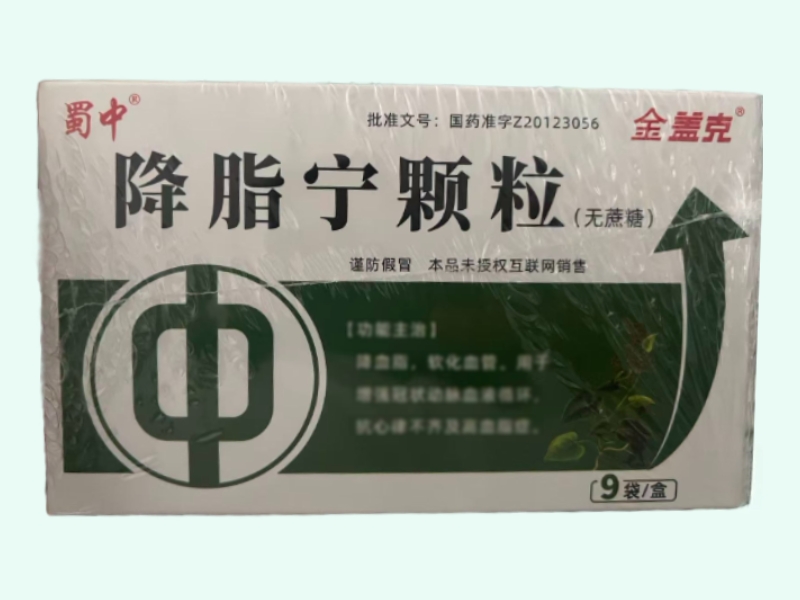 蜀中®
批准文号：国药准字Z20123056
金盖克®
降脂宁颗粒（无蔗糖）
谨防假冒 本品未授权互联网销售
【功能主治】
降血脂，软化血管。用于
增强冠状动脉血液循环，
抗心律不齐及高血脂症。
9袋/盒